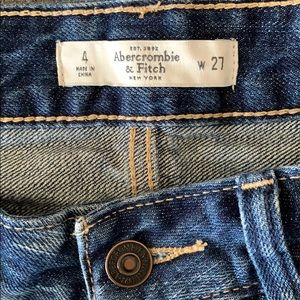 EST. 1892
4
MADE IN
CHINA
Abercrombie
& Fitch
NEW YORK
W 27